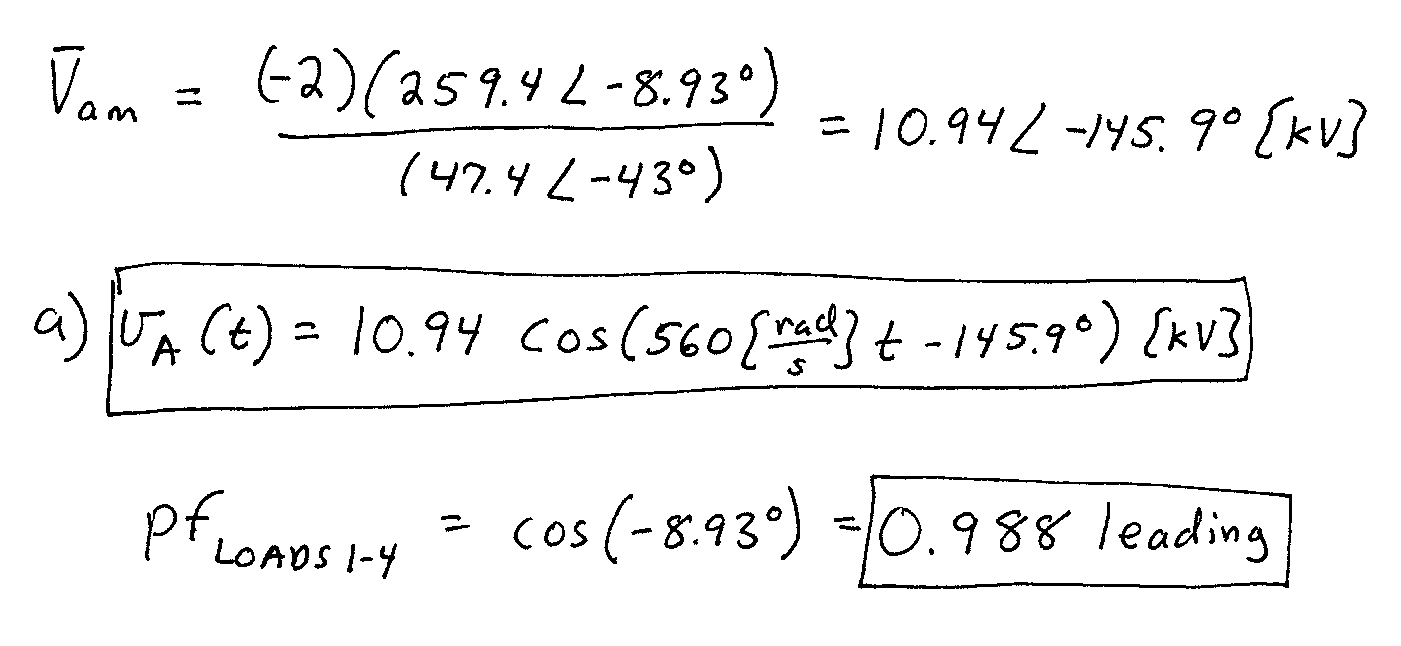 V̄am = (-2)(259.4∠-8.93°) / (47.4∠-43°) = 10.94∠-145.9° [kV]
a) vA(t) = 10.94 cos(560[rad/s]t - 145.9°) [kV]
pf LOADS 1-4 = cos(-8.93°) = 0.988 leading